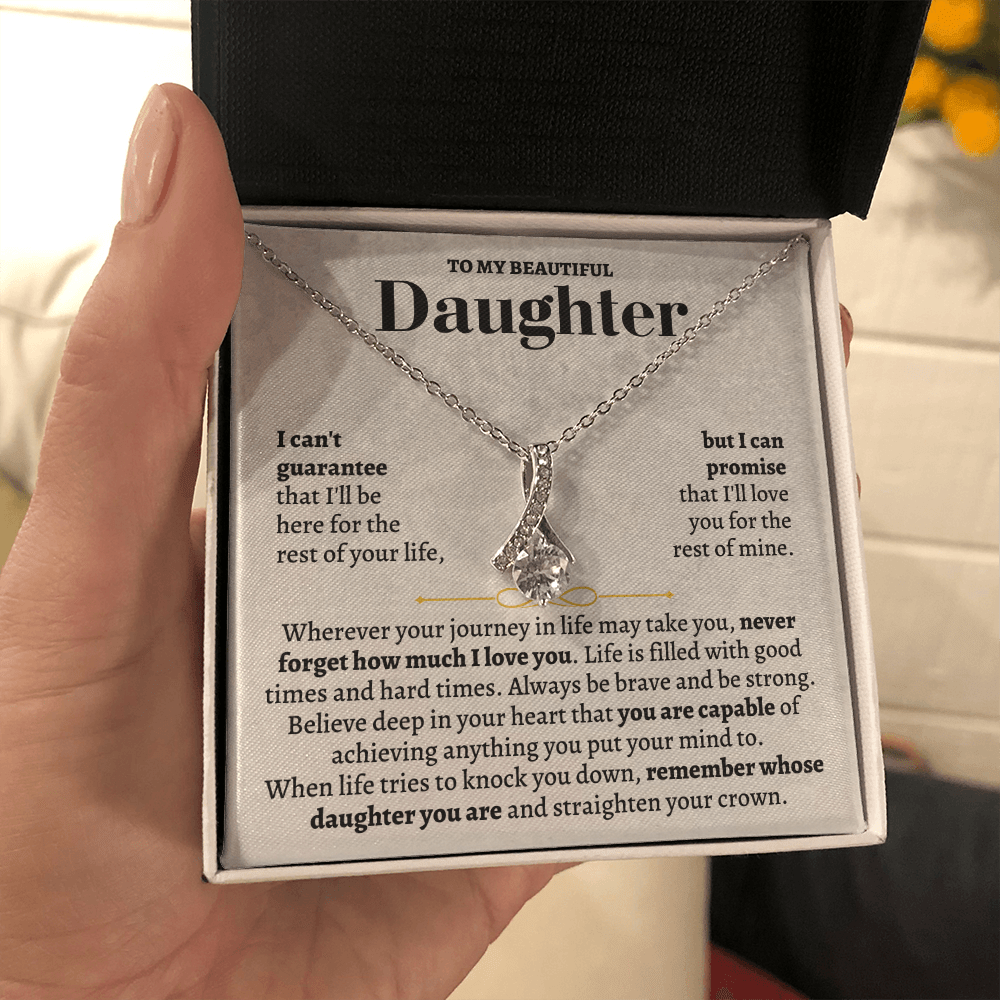 TO MY BEAUTIFUL
Daughter
I can't
guarantee
that I'll be
here for the
rest of your life,
but I can
promise
that I'll love
you for the
rest of mine.
Wherever your journey in life may take you, never
forget how much I love you. Life is filled with good
times and hard times. Always be brave and be strong.
Believe deep in your heart that you are capable of
achieving anything you put your mind to.
When life tries to knock you down, remember whose
daughter you are and straighten your crown.